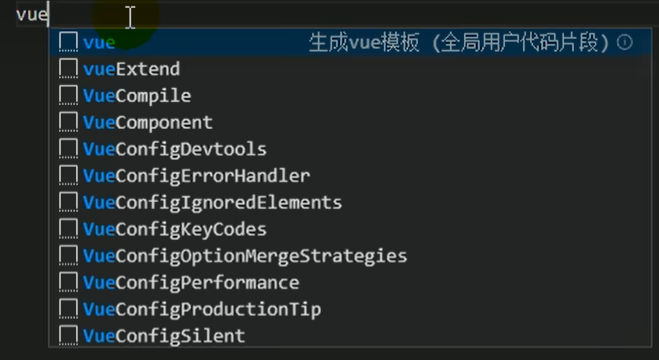 vue
vue 生成vue模板 (全局用户代码片段)
vueExtend
VueCompile
VueComponent
VueConfigDevtools
VueConfigErrorHandler
VueConfigIgnoredElements
VueConfigKeyCodes
VueConfigOptionMergeStrategies
VueConfigPerformance
VueConfigProductionTip
VueConfigSilent